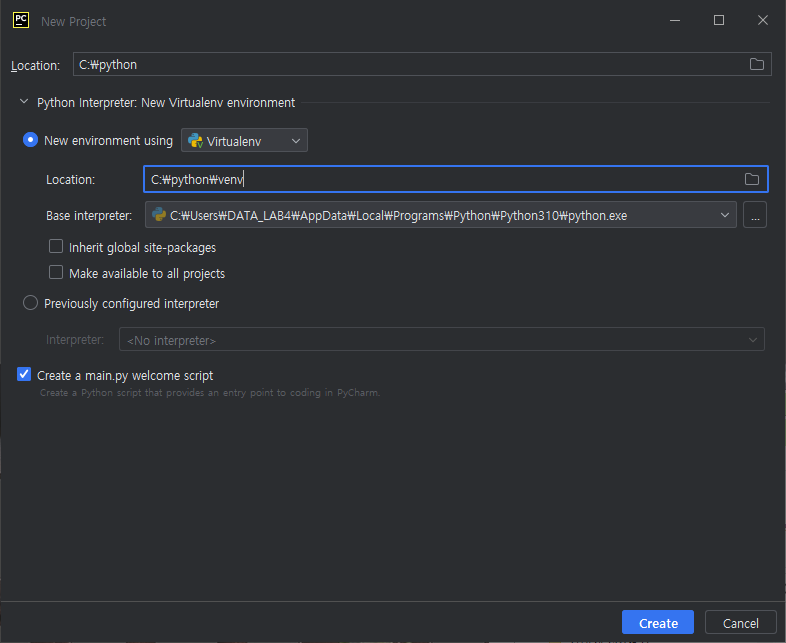 PC New Project
Location: C:₩python
Python Interpreter: New Virtualenv environment
New environment using Virtualenv
Location: C:₩python₩venv
Base interpreter: C:₩Users₩DATA_LAB4₩AppData₩Local₩Programs₩Python₩Python310₩python.exe ...
Inherit global site-packages
Make available to all projects
Previously configured interpreter
Interpreter: <No interpreter>
Create a main.py welcome script
Create a Python script that provides an entry point to coding in PyCharm.
Create Cancel